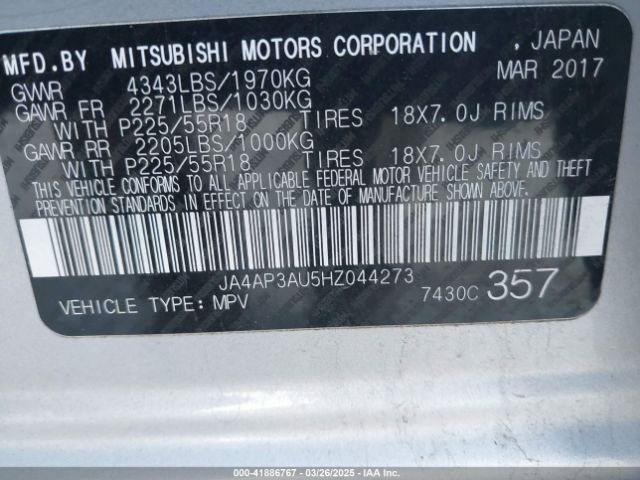 MFD.BY MITSUBISHI MOTORS CORPORATION , JAPAN
MAR 2017
GVWR 4343LBS/1970KG
GAWR FR 2271LBS/1030KG
WITH P225/55R18 TIRES 18X7.0J RIMS
GAWR RR 2205LBS/1000KG
WITH P225/55R18 TIRES 18X7.0J RIMS
THIS VEHICLE CONFORMS TO ALL APPLICABLE FEDERAL MOTOR VEHICLE SAFETY AND THEFT
PREVENTION STANDARDS IN EFFECT ON THE DATE OF MANUFACTURE SHOWN ABOVE.
JA4AP3AU5HZ044273
VEHICLE TYPE: MPV 7430C 357
000-41886767 — 03/26/2025 — IAA Inc.